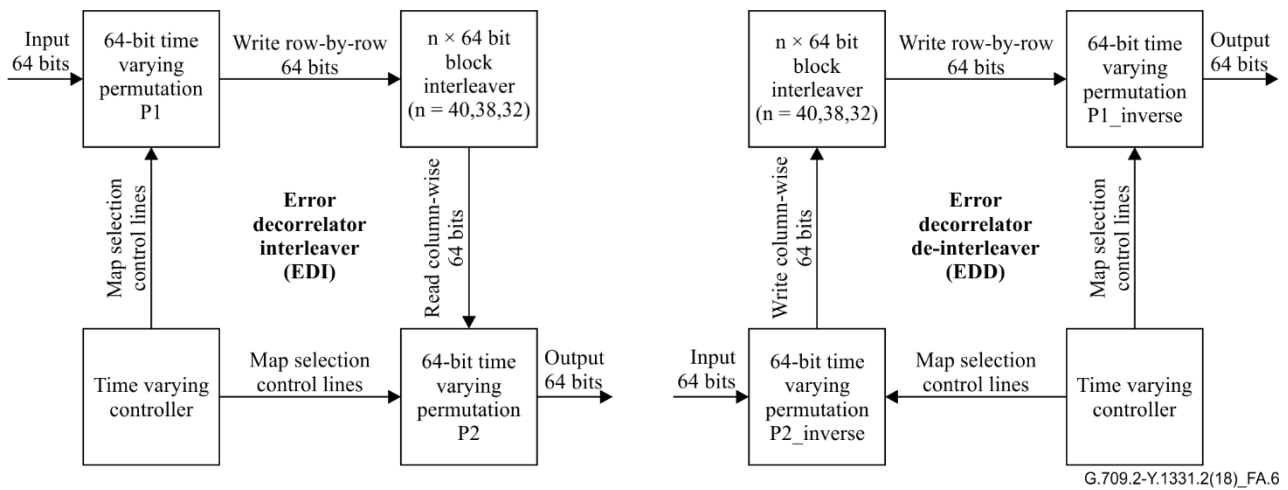 Input
64 bits
64-bit time
varying
permutation
P1
Write row-by-row
64 bits
n × 64 bit
block
interleaver
(n = 40,38,32)
Map selection
control lines
Error
decorrelator
interleaver
(EDI)
Read column-wise
64 bits
Time varying
controller
Map selection
control lines
64-bit time
varying
permutation
P2
Output
64 bits
n × 64 bit
block
interleaver
(n = 40,38,32)
Write row-by-row
64 bits
64-bit time
varying
permutation
P1_inverse
Output
64 bits
Write column-wise
64 bits
Error
decorrelator
de-interleaver
(EDD)
Map selection
control lines
Input
64 bits
64-bit time
varying
permutation
P2_inverse
Map selection
control lines
Time varying
controller
G.709.2-Y.1331.2(18)_FA.6